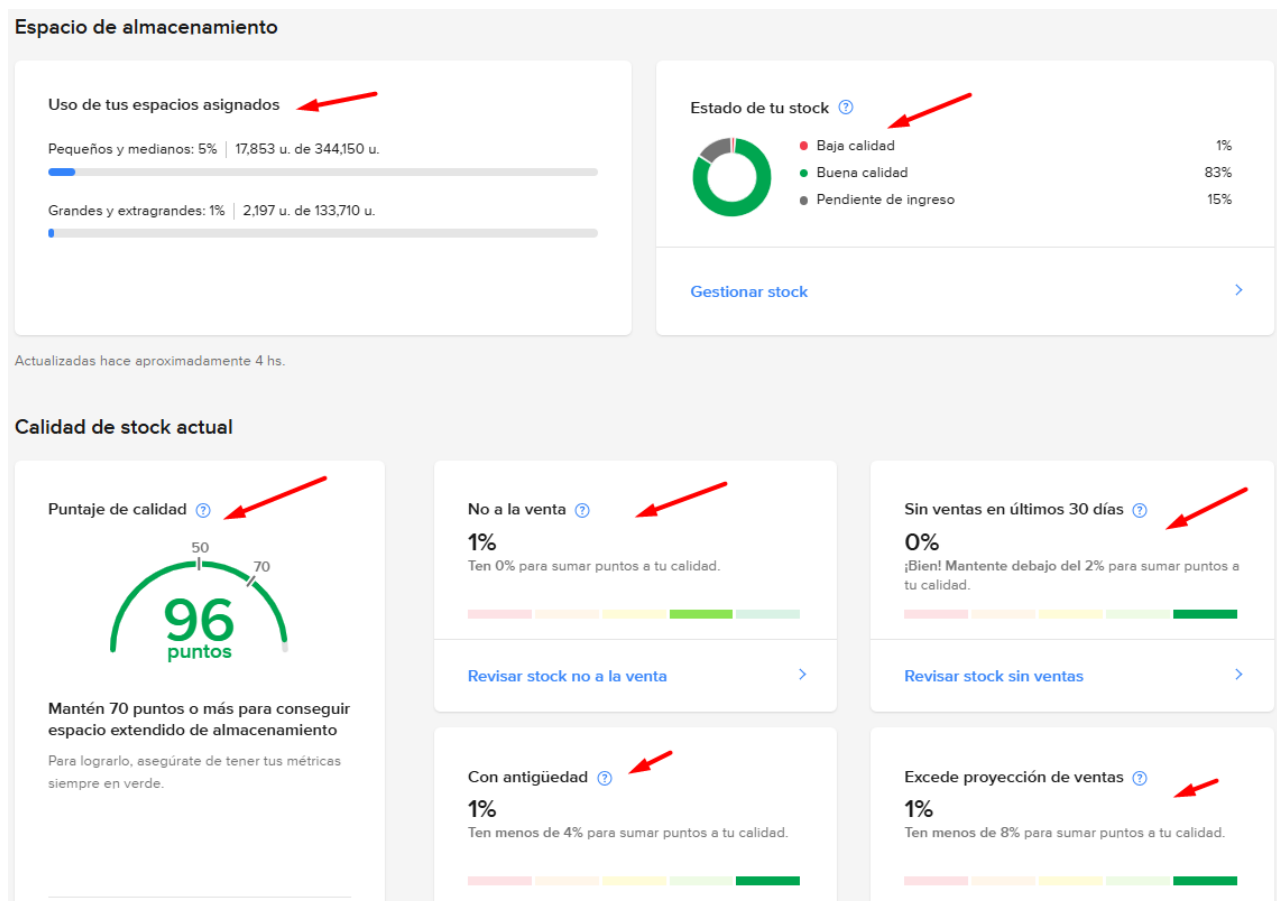 Espacio de almacenamiento
Uso de tus espacios asignados
Pequeños y medianos: 5% | 17,853 u. de 344,150 u.
Grandes y extragrandes: 1% | 2,197 u. de 133,710 u.
Estado de tu stock ?
Baja calidad 1%
Buena calidad 83%
Pendiente de ingreso 15%
Gestionar stock
Actualizadas hace aproximadamente 4 hs.
Calidad de stock actual
Puntaje de calidad ?
50
70
96
puntos
Mantén 70 puntos o más para conseguir
espacio extendido de almacenamiento
Para lograrlo, asegúrate de tener tus métricas
siempre en verde.
No a la venta ?
1%
Ten 0% para sumar puntos a tu calidad.
Revisar stock no a la venta
Sin ventas en últimos 30 días ?
0%
¡Bien! Mantente debajo del 2% para sumar puntos a
tu calidad.
Revisar stock sin ventas
Con antigüedad ?
1%
Ten menos de 4% para sumar puntos a tu calidad.
Excede proyección de ventas ?
1%
Ten menos de 8% para sumar puntos a tu calidad.